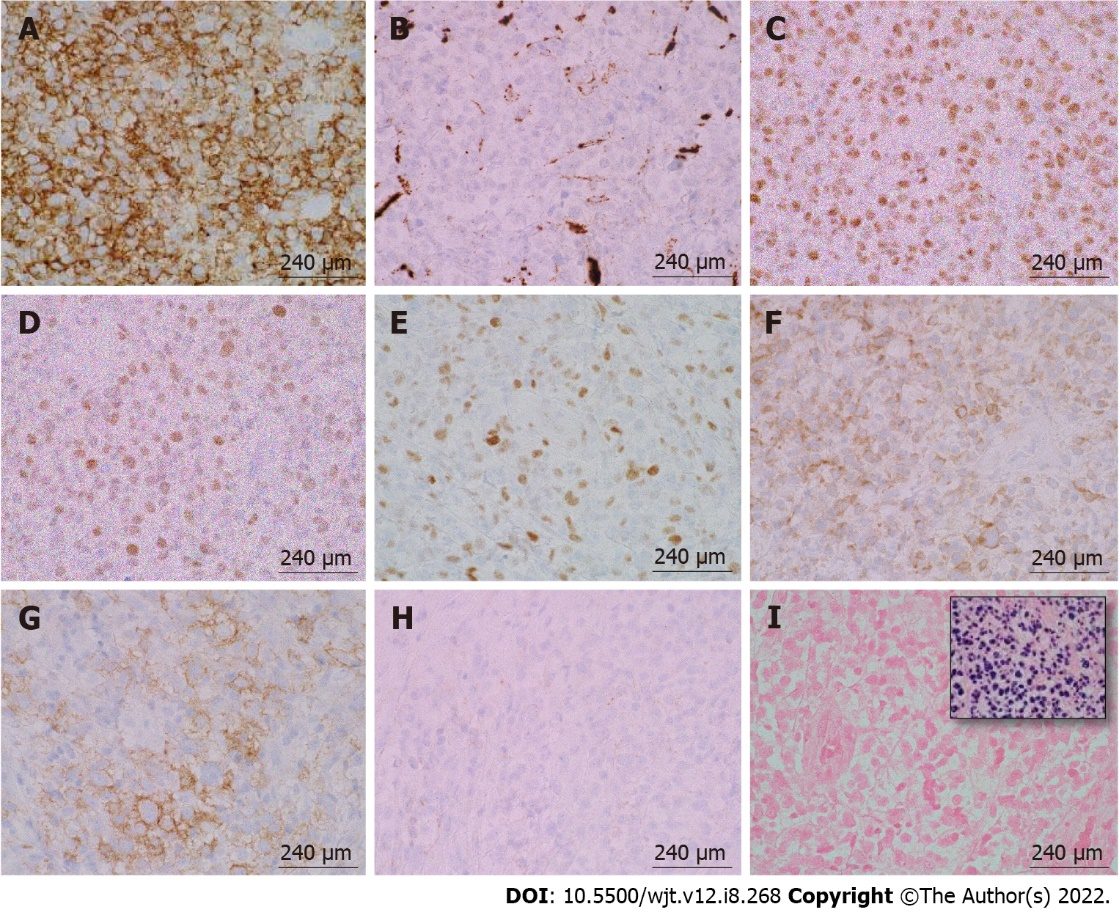 A
B
C
240 μm
240 μm
240 μm
D
E
F
240 μm
240 μm
240 μm
G
H
I
240 μm
240 μm
240 μm
DOI: 10.5500/wjt.v12.i8.268 Copyright ©The Author(s) 2022.